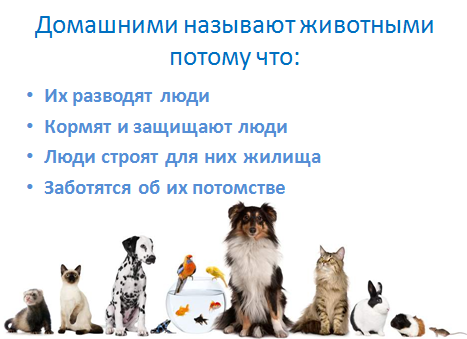 Домашними называют животными
потому что:
• Их разводят люди
• Кормят и защищают люди
• Люди строят для них жилища
• Заботятся об их потомстве